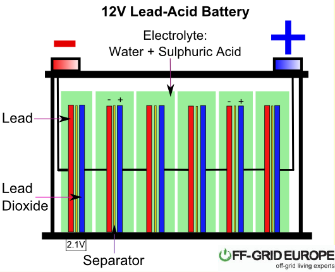 12V Lead-Acid Battery
Electrolyte:
Water + Sulphuric Acid
- +
- +
Lead
Lead
Dioxide
2.1V
Separator
OFF-GRID EUROPE
off-grid living experts